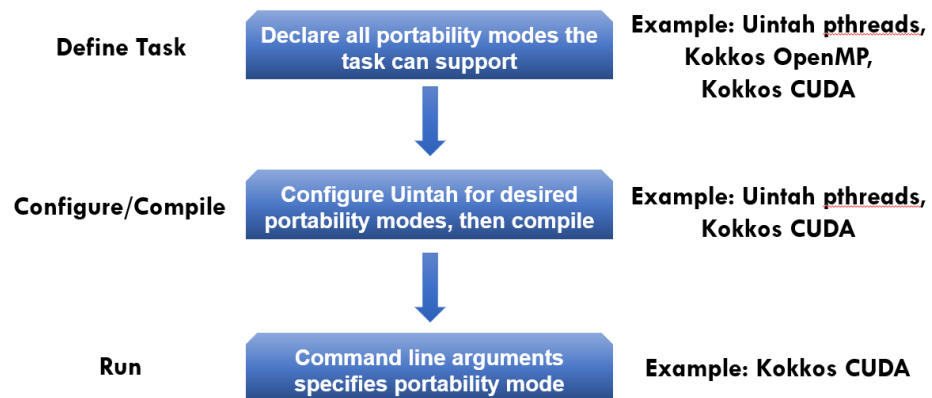 Define Task
Declare all portability modes the
task can support
Example: Uintah pthreads,
Kokkos OpenMP,
Kokkos CUDA
Configure/Compile
Configure Uintah for desired
portability modes, then compile
Example: Uintah pthreads,
Kokkos CUDA
Run
Command line arguments
specifies portability mode
Example: Kokkos CUDA